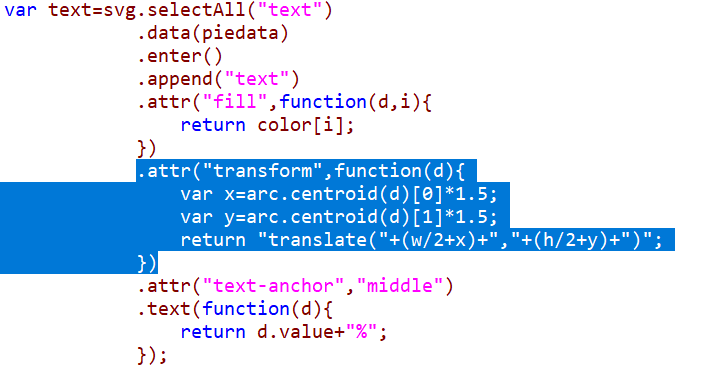 var text=svg.selectAll("text")
.data(piedata)
.enter()
.append("text")
.attr("fill",function(d,i){
return color[i];
})
.attr("transform",function(d){
var x=arc.centroid(d)[0]*1.5;
var y=arc.centroid(d)[1]*1.5;
return "translate("+(w/2+x)+","+(h/2+y)+")";
})
.attr("text-anchor","middle")
.text(function(d){
return d.value+"%";
});